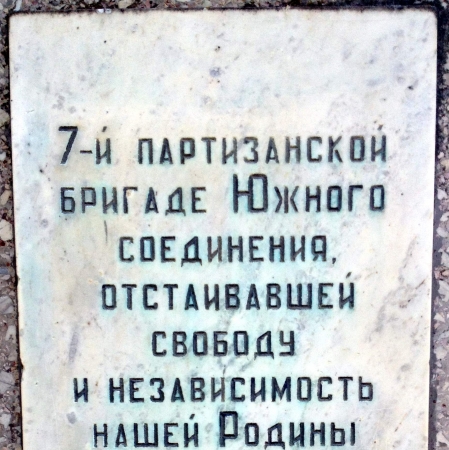 7-й партизанской
бригаде Южного
соединения,
отстаивавшей
свободу
и независимость
нашей Родины